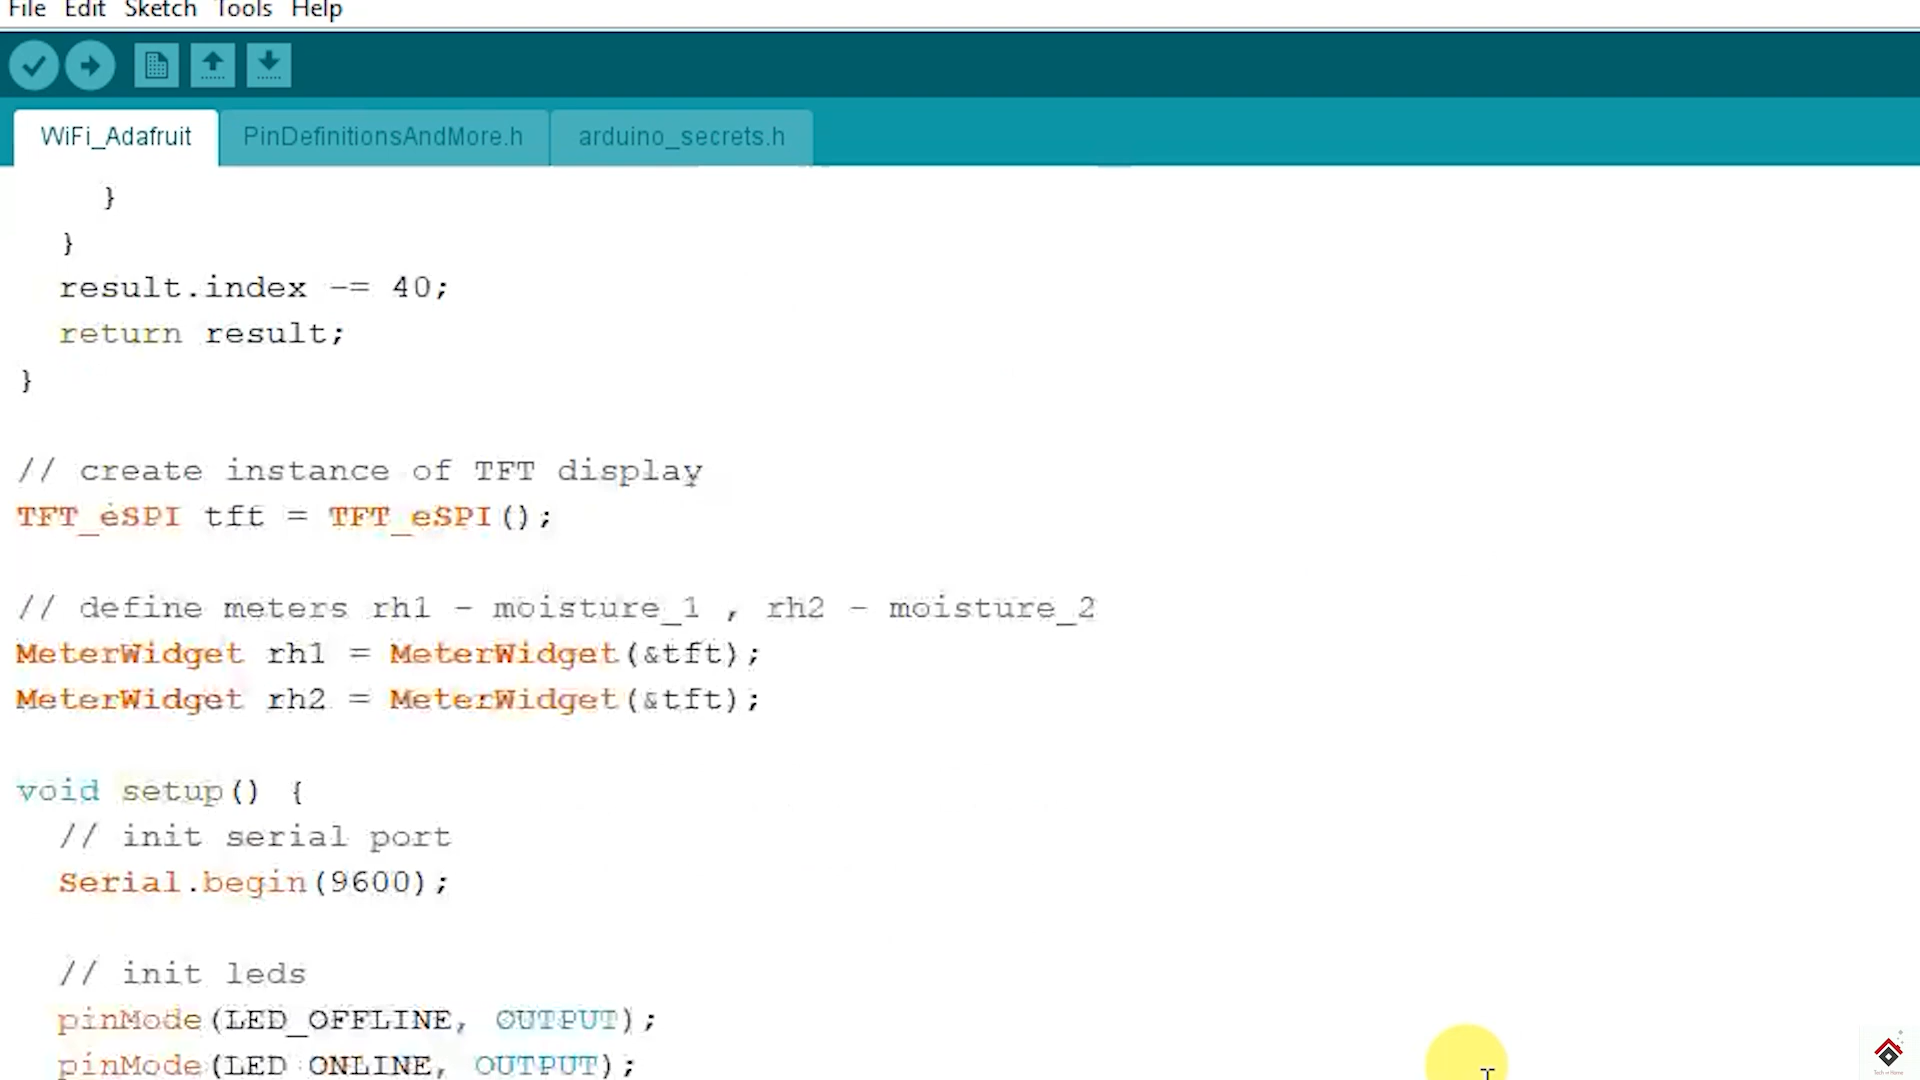 File Edit Sketch Tools Help
WiFi_Adafruit PinDefinitionsAndMore.h arduino_secrets.h
}
}
result.index -= 40;
return result;
}
// create instance of TFT display
TFT_eSPI tft = TFT_eSPI();
// define meters rh1 - moisture_1 , rh2 - moisture_2
MeterWidget rh1 = MeterWidget(&tft);
MeterWidget rh2 = MeterWidget(&tft);
void setup() {
// init serial port
Serial.begin(9600);
// init leds
pinMode(LED_OFFLINE, OUTPUT);
pinMode(LED ONLINE, OUTPUT);